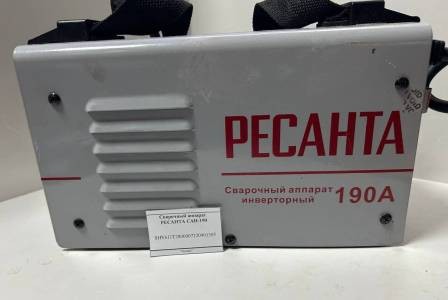 РЕСАНТА
Сварочный аппарат
инверторный 190А
Сварочный аппарат
РЕСАНТА САИ-190